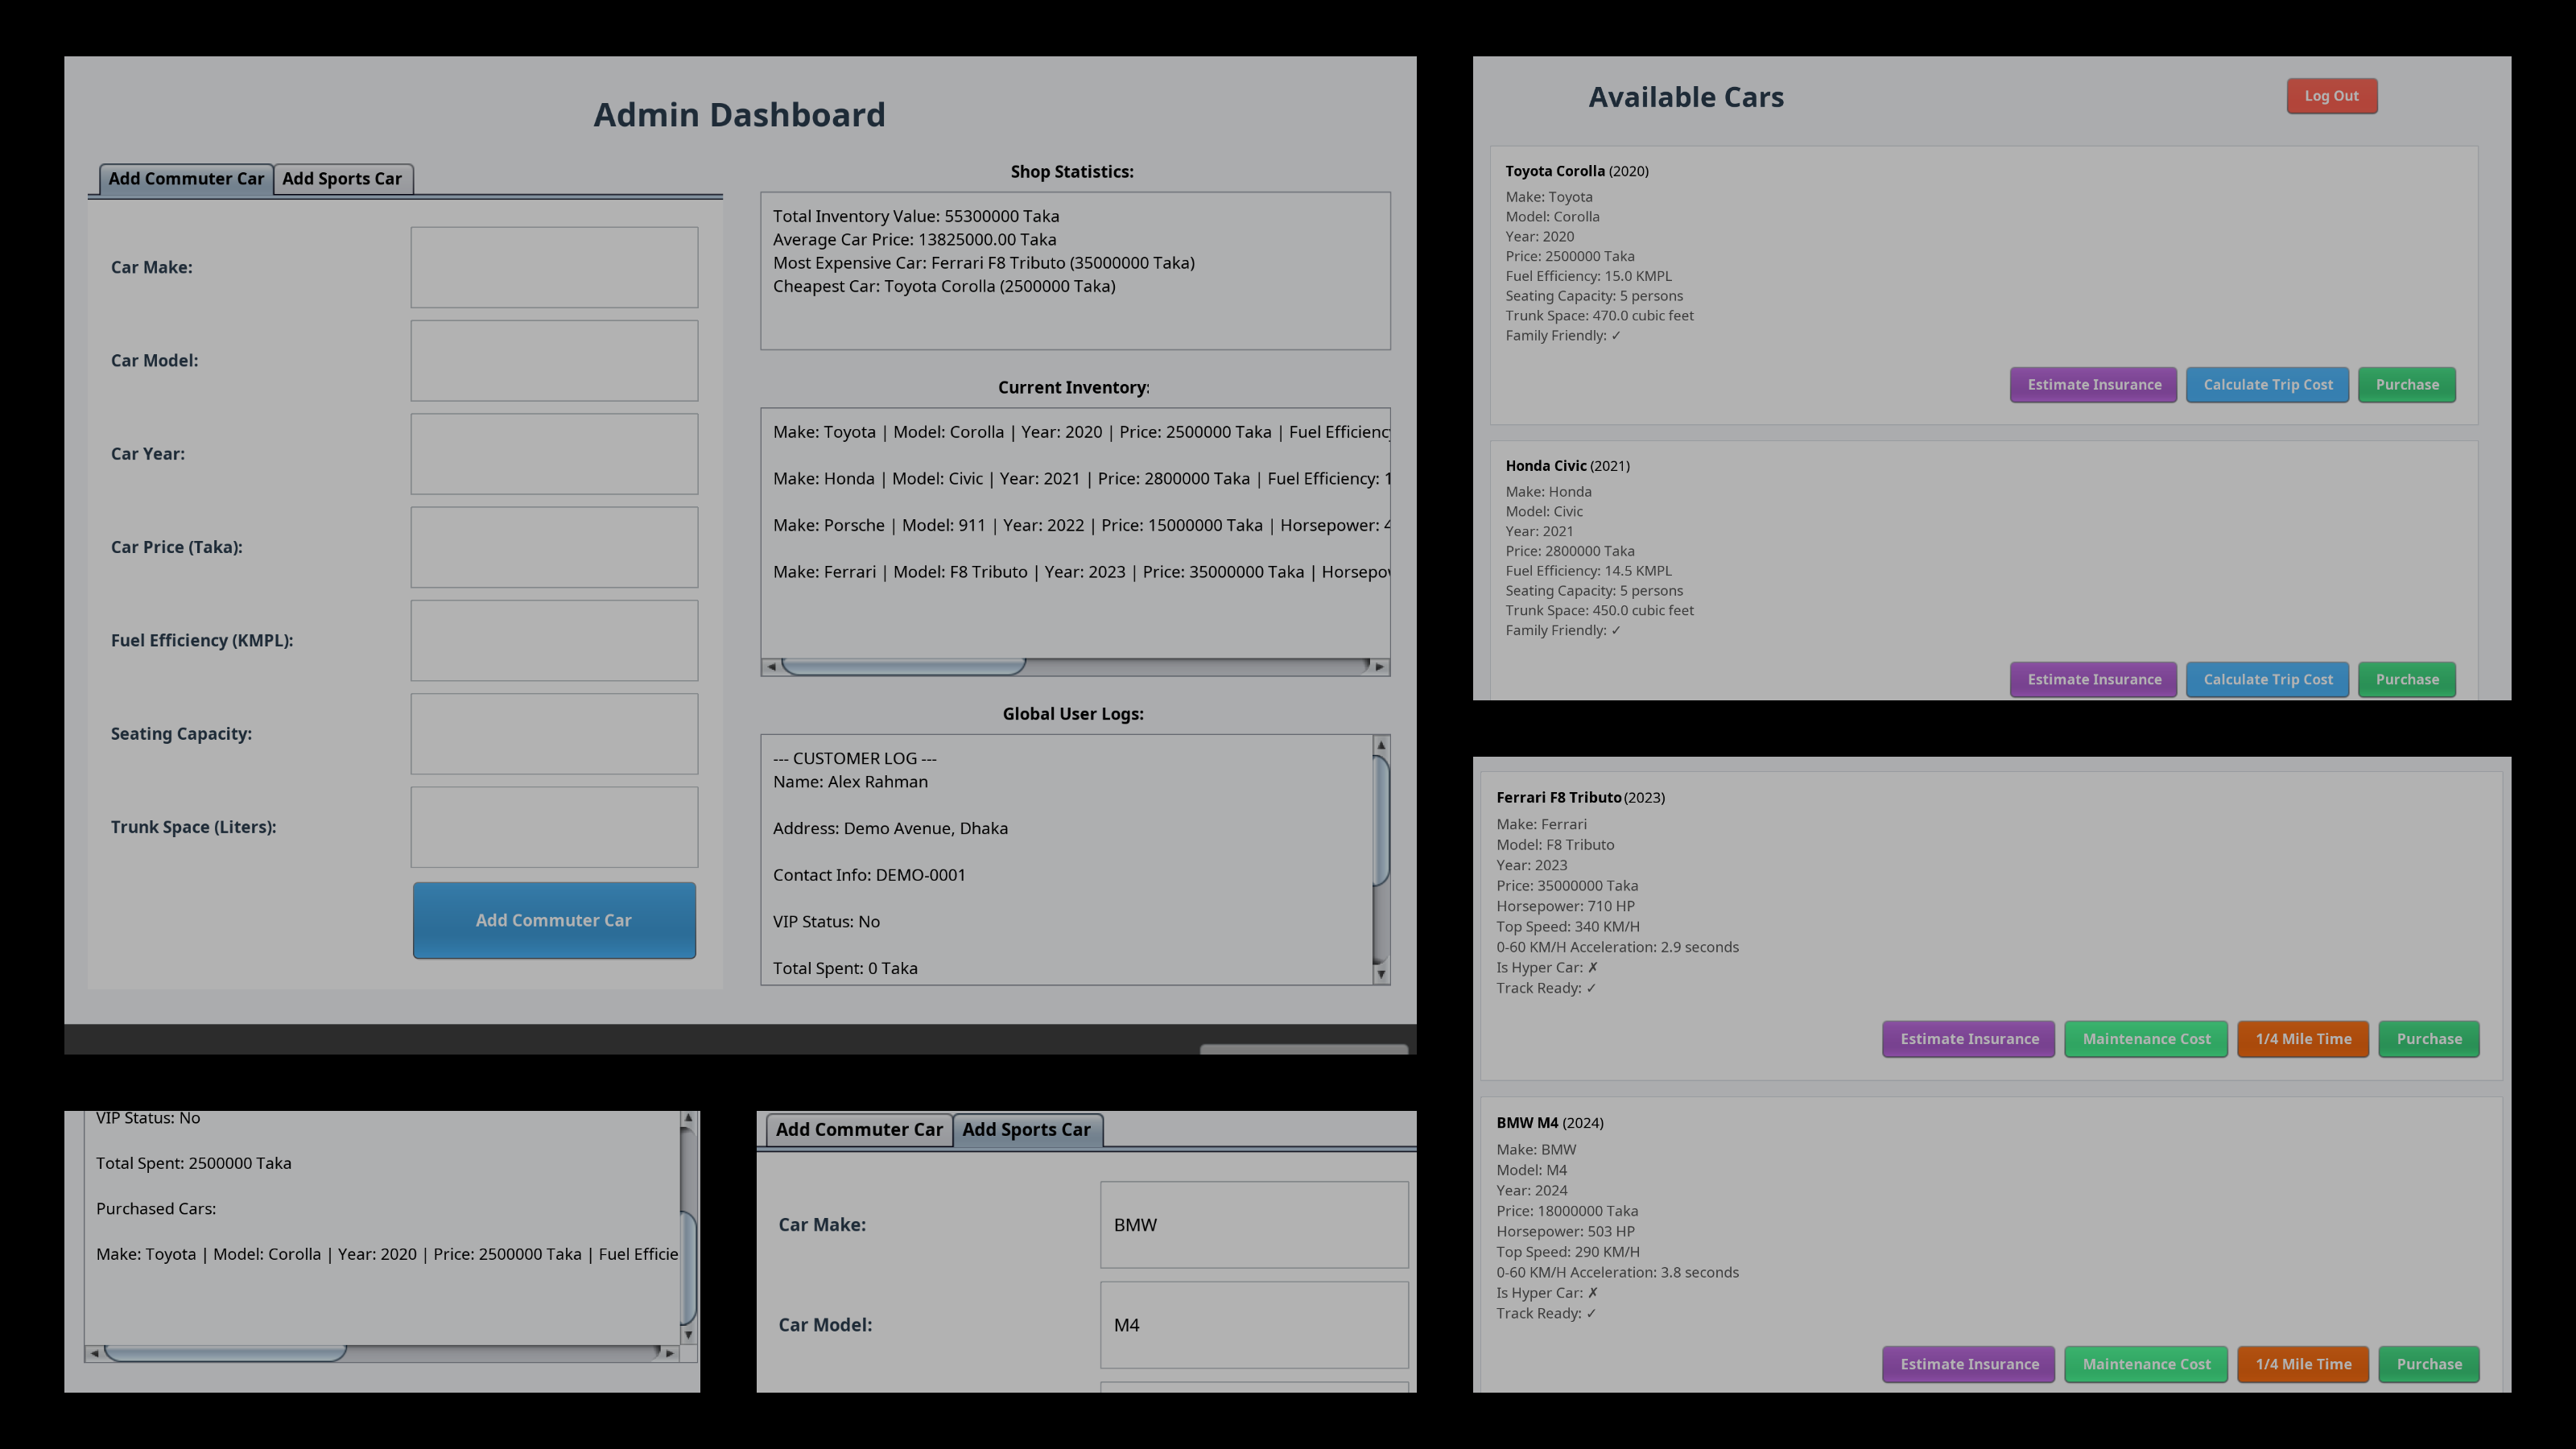 Admin Dashboard
Add Commuter Car
Add Sports Car
Car Make:
Car Model:
Car Year:
Car Price (Taka):
Fuel Efficiency (KMPL):
Seating Capacity:
Trunk Space (Liters):
Add Commuter Car
Shop Statistics:
Total Inventory Value: 55300000 Taka
Average Car Price: 13825000.00 Taka
Most Expensive Car: Ferrari F8 Tributo (35000000 Taka)
Cheapest Car: Toyota Corolla (2500000 Taka)
Current Inventory:
Make: Toyota | Model: Corolla | Year: 2020 | Price: 2500000 Taka | Fuel Efficiency
Make: Honda | Model: Civic | Year: 2021 | Price: 2800000 Taka | Fuel Efficiency: 1
Make: Porsche | Model: 911 | Year: 2022 | Price: 15000000 Taka | Horsepower: 4
Make: Ferrari | Model: F8 Tributo | Year: 2023 | Price: 35000000 Taka | Horsepow
Global User Logs:
--- CUSTOMER LOG ---
Name: Alex Rahman
Address: Demo Avenue, Dhaka
Contact Info: DEMO-0001
VIP Status: No
Total Spent: 0 Taka
Available Cars
Log Out
Toyota Corolla (2020)
Make: Toyota
Model: Corolla
Year: 2020
Price: 2500000 Taka
Fuel Efficiency: 15.0 KMPL
Seating Capacity: 5 persons
Trunk Space: 470.0 cubic feet
Family Friendly: ✓
Estimate Insurance
Calculate Trip Cost
Purchase
Honda Civic (2021)
Make: Honda
Model: Civic
Year: 2021
Price: 2800000 Taka
Fuel Efficiency: 14.5 KMPL
Seating Capacity: 5 persons
Trunk Space: 450.0 cubic feet
Family Friendly: ✓
Estimate Insurance
Calculate Trip Cost
Purchase
Ferrari F8 Tributo (2023)
Make: Ferrari
Model: F8 Tributo
Year: 2023
Price: 35000000 Taka
Horsepower: 710 HP
Top Speed: 340 KM/H
0-60 KM/H Acceleration: 2.9 seconds
Is Hyper Car: ✗
Track Ready: ✓
Estimate Insurance
Maintenance Cost
1/4 Mile Time
Purchase
BMW M4 (2024)
Make: BMW
Model: M4
Year: 2024
Price: 18000000 Taka
Horsepower: 503 HP
Top Speed: 290 KM/H
0-60 KM/H Acceleration: 3.8 seconds
Is Hyper Car: ✗
Track Ready: ✓
Estimate Insurance
Maintenance Cost
1/4 Mile Time
Purchase
VIP Status: No
Total Spent: 2500000 Taka
Purchased Cars:
Make: Toyota | Model: Corolla | Year: 2020 | Price: 2500000 Taka | Fuel Efficie
Add Commuter Car
Add Sports Car
Car Make:
BMW
Car Model:
M4